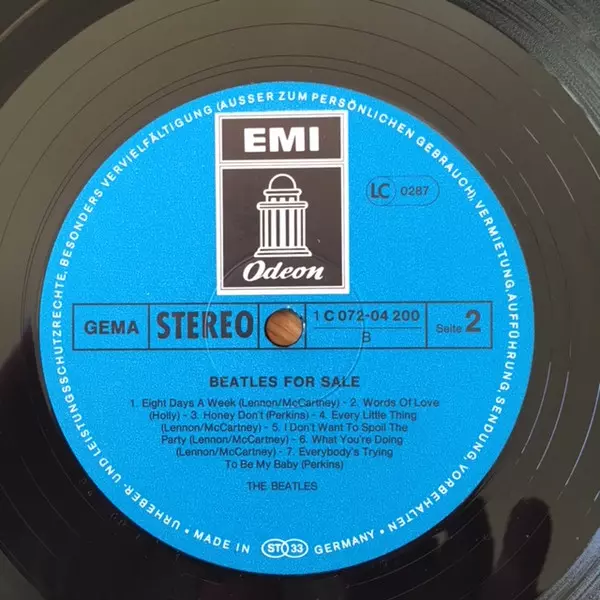 URHEBER- UND LEISTUNGSSCHUTZRECHTE, BESONDERS VERVIELFÄLTIGUNG (AUSSER ZUM PERSÖNLICHEN GEBRAUCH), VERMIETUNG, AUFFÜHRUNG, SENDUNG VORBEHALTEN
EMI
Odeon
LC 0287
GEMA
STEREO
1 C 072-04 200
B
Seite 2
BEATLES FOR SALE
1. Eight Days A Week (Lennon/McCartney) - 2. Words Of Love
(Holly) - 3. Honey Don't (Perkins) - 4. Every Little Thing
(Lennon/McCartney) - 5. I Don't Want To Spoil The
Party (Lennon/McCartney) - 6. What You're Doing
(Lennon/McCartney) - 7. Everybody's Trying
To Be My Baby (Perkins)
THE BEATLES
• MADE IN ST 33 GERMANY •